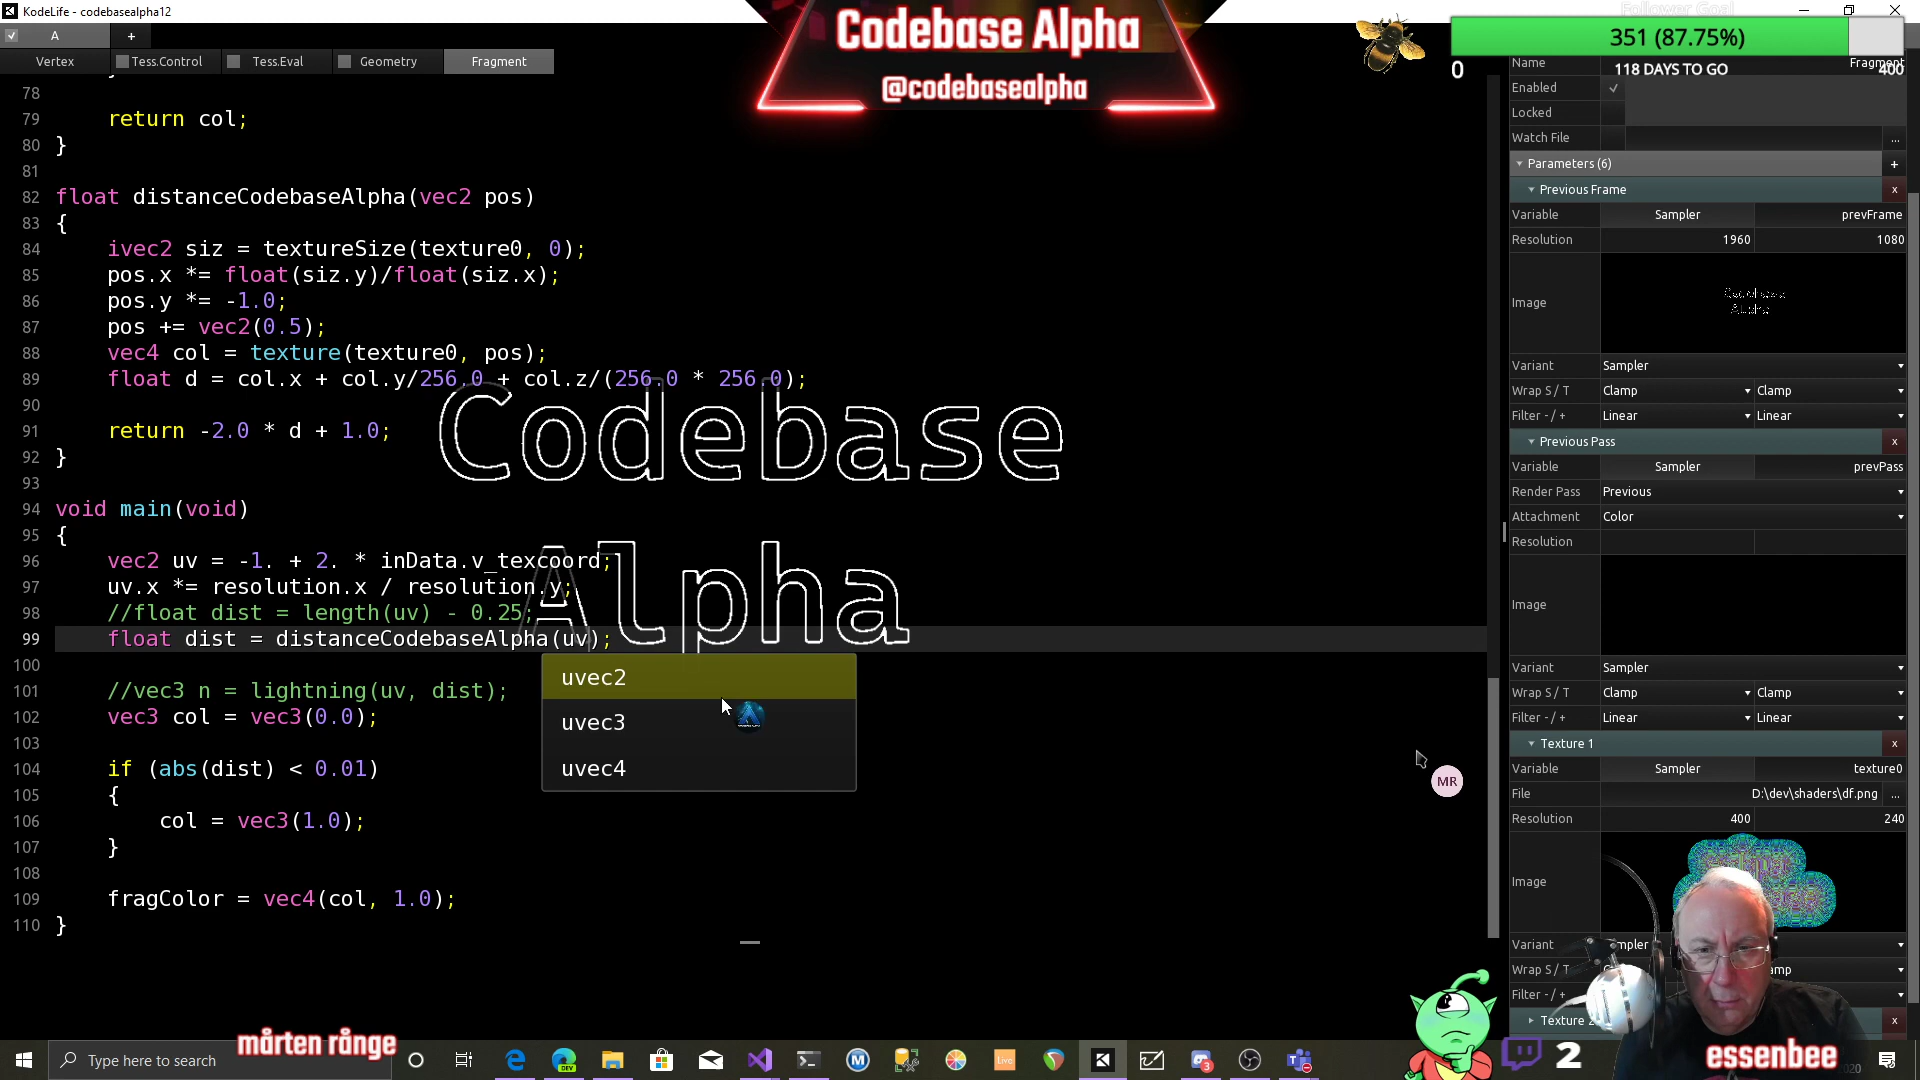 KodeLife - codebasealpha12
Codebase Alpha
@codebasealpha
Follower Goal
351 (87.75%)
0
118 DAYS TO GO
400
A
+
Vertex
Tess.Control
Tess.Eval
Geometry
Fragment
78
79 return col;
80 }
81
82 float distanceCodebaseAlpha(vec2 pos)
83 {
84 ivec2 siz = textureSize(texture0, 0);
85 pos.x *= float(siz.y)/float(siz.x);
86 pos.y *= -1.0;
87 pos += vec2(0.5);
88 vec4 col = texture(texture0, pos);
89 float d = col.x + col.y/256.0 + col.z/(256.0 * 256.0);
90
91 return -2.0 * d + 1.0;
92 }
93
94 void main(void)
95 {
96 vec2 uv = -1. + 2. * inData.v_texcoord;
97 uv.x *= resolution.x / resolution.y;
98 //float dist = length(uv) - 0.25;
99 float dist = distanceCodebaseAlpha(uv);
100
101 //vec3 n = lightning(uv, dist);
102 vec3 col = vec3(0.0);
103
104 if (abs(dist) < 0.01)
105 {
106 col = vec3(1.0);
107 }
108
109 fragColor = vec4(col, 1.0);
110 }
uvec2
uvec3
uvec4
Codebase
Alpha
MR
Name Fragment
Enabled
Locked
Watch File ...
Parameters (6) +
Previous Frame x
Variable Sampler prevFrame
Resolution 1960 1080
Image
Codebase
Alpha
Variant Sampler
Wrap S / T Clamp Clamp
Filter - / + Linear Linear
Previous Pass x
Variable Sampler prevPass
Render Pass Previous
Attachment Color
Resolution
Image
Variant Sampler
Wrap S / T Clamp Clamp
Filter - / + Linear Linear
Texture 1 x
Variable Sampler texture0
File D:\dev\shaders\df.png ...
Resolution 400 240
Image
Variant
Wrap S / T
Filter - / +
Texture 2 x
mårten rånge
Type here to search
DEV
live
3
2
essenbee